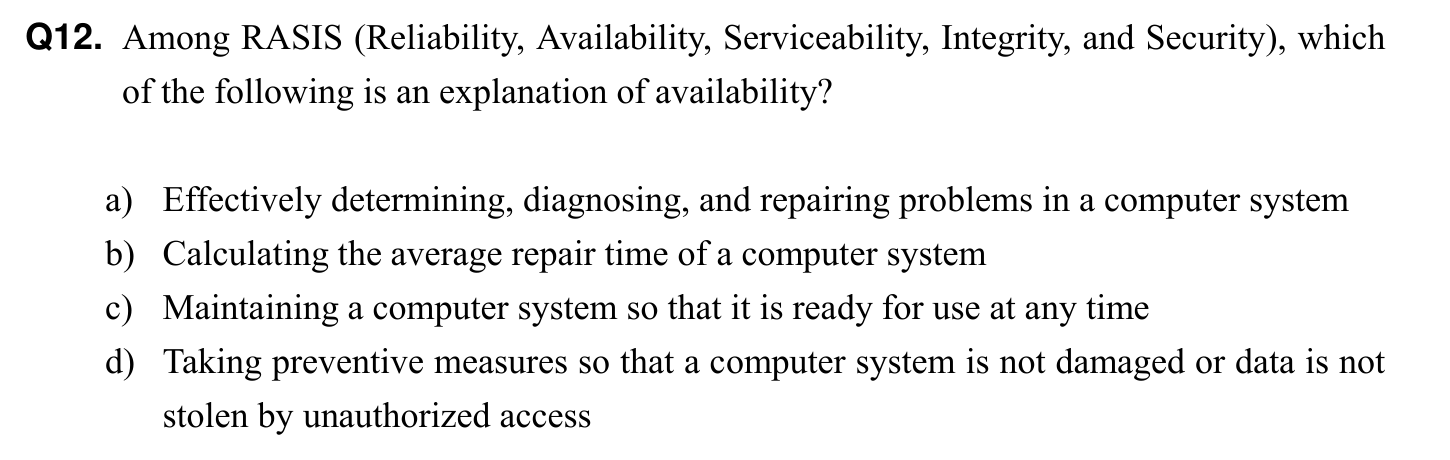 Q12. Among RASIS (Reliability, Availability, Serviceability, Integrity, and Security), which
of the following is an explanation of availability?
a) Effectively determining, diagnosing, and repairing problems in a computer system
b) Calculating the average repair time of a computer system
c) Maintaining a computer system so that it is ready for use at any time
d) Taking preventive measures so that a computer system is not damaged or data is not
stolen by unauthorized access